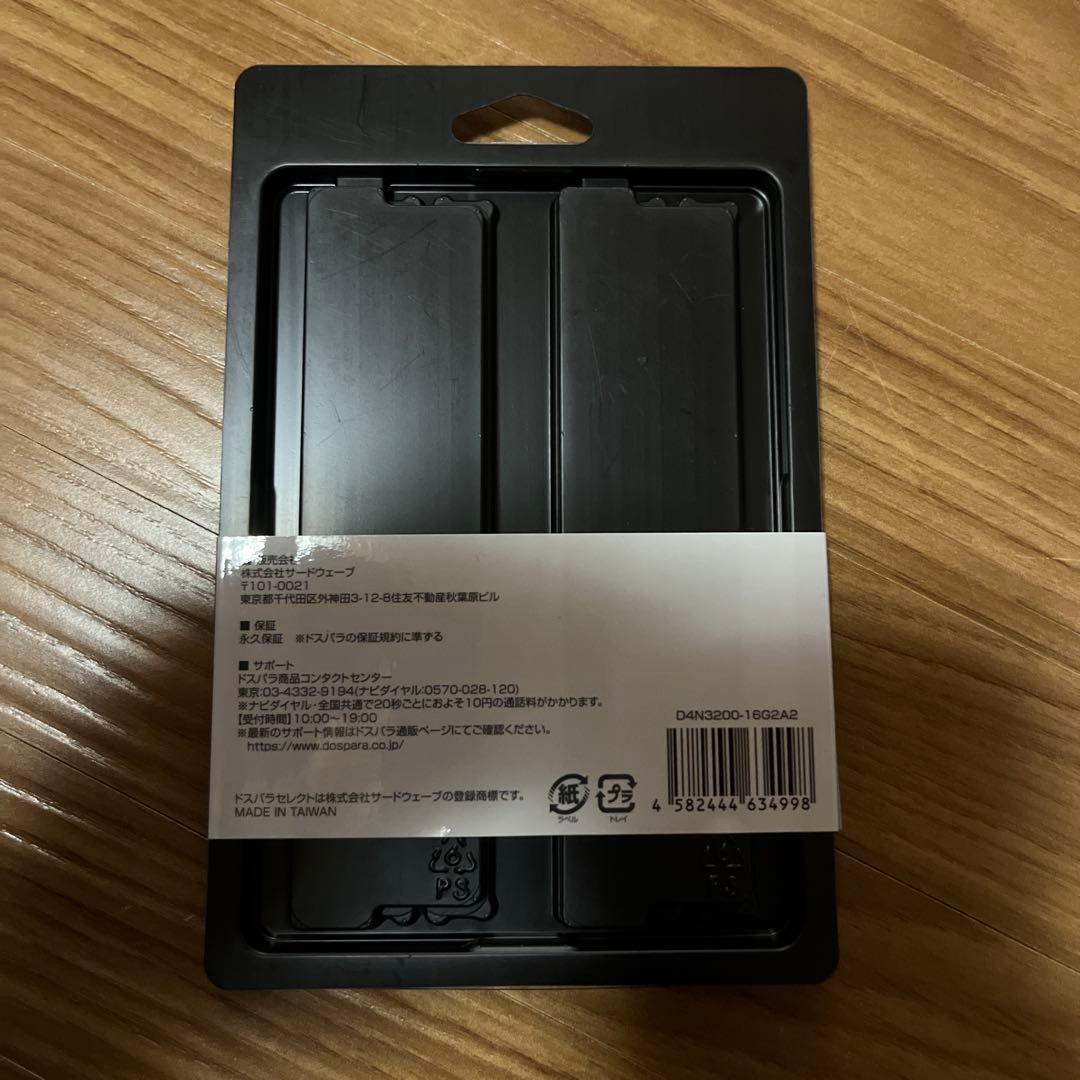 ■ 販売会社
株式会社サードウェーブ
〒101-0021
東京都千代田区外神田3-12-8住友不動産秋葉原ビル
■ 保証
永久保証 ※ドスパラの保証規約に準ずる
■ サポート
ドスパラ商品コンタクトセンター
東京:03-4332-9194(ナビダイヤル:0570-028-120)
※ナビダイヤル・全国共通で20秒ごとにおよそ10円の通話料がかかります。
【受付時間】10:00~19:00
※最新のサポート情報はドスパラ通販ページにてご確認ください。
https://www.dospara.co.jp/
ドスパラセレクトは株式会社サードウェーブの登録商標です。
MADE IN TAIWAN
紙
ラベル
プラ
トレイ
D4N3200-16G2A2
4 582444 634998
6
PS
6
PS